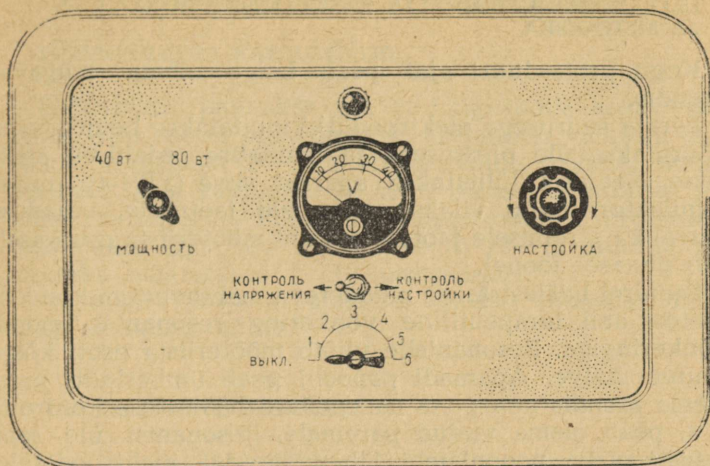 40 вт 80 вт
МОЩНОСТЬ
10 20 30 40
V
НАСТРОЙКА
КОНТРОЛЬ
НАПРЯЖЕНИЯ
КОНТРОЛЬ
НАСТРОЙКИ
ВЫКЛ. 1 2 3 4 5 6